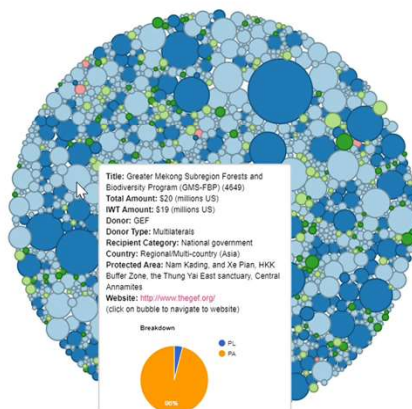 Title: Greater Mekong Subregion Forests and
Biodiversity Program (GMS-FBP) (4649)
Total Amount: $20 (millions US)
IWT Amount: $19 (millions US)
Donor: GEF
Donor Type: Multilaterals
Recipient Category: National government
Country: Regional/Multi-country (Asia)
Protected Area: Nam Kading, and Xe Pian, HKK
Buffer Zone, the Thung Yai East sanctuary, Central
Annamites
Website: http://www.thegef.org/
(click on bubble to navigate to website)
Breakdown
PL
PA